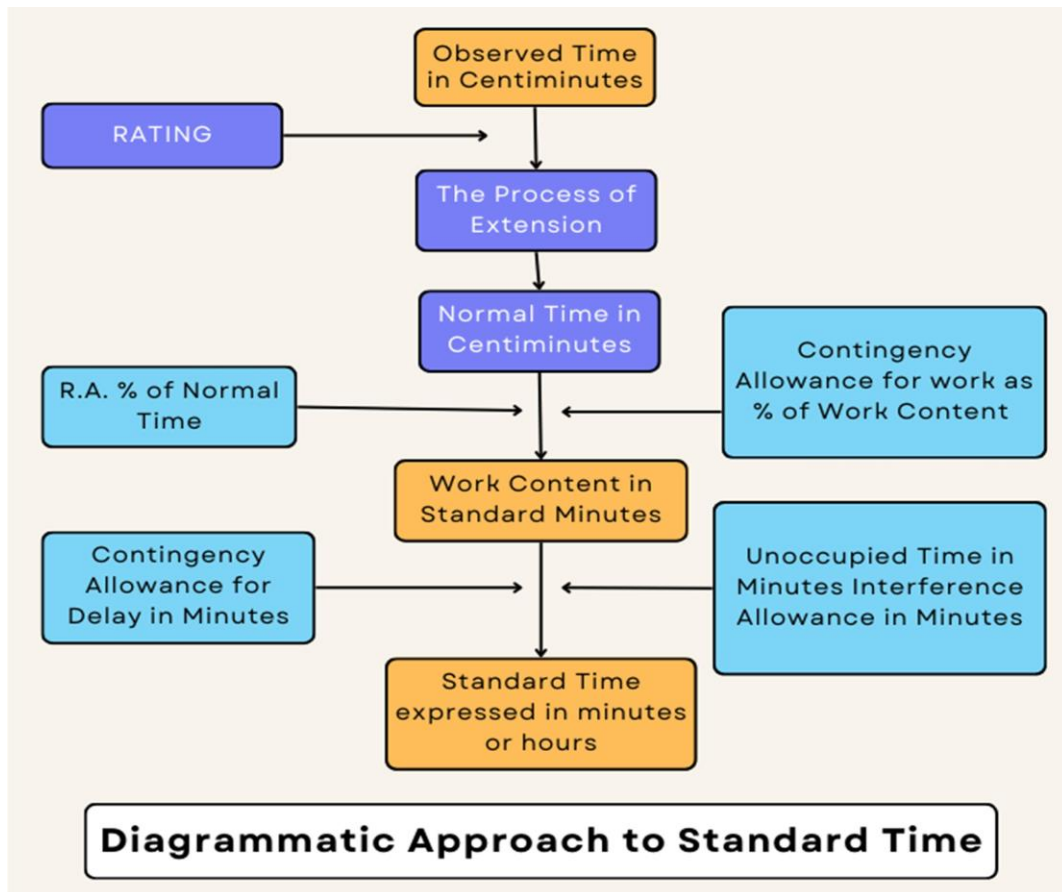 Observed Time
in Centiminutes
RATING
The Process of
Extension
Normal Time in
Centiminutes
R.A. % of Normal
Time
Contingency
Allowance for work as
% of Work Content
Work Content in
Standard Minutes
Contingency
Allowance for
Delay in Minutes
Unoccupied Time in
Minutes Interference
Allowance in Minutes
Standard Time
expressed in minutes
or hours
Diagrammatic Approach to Standard Time